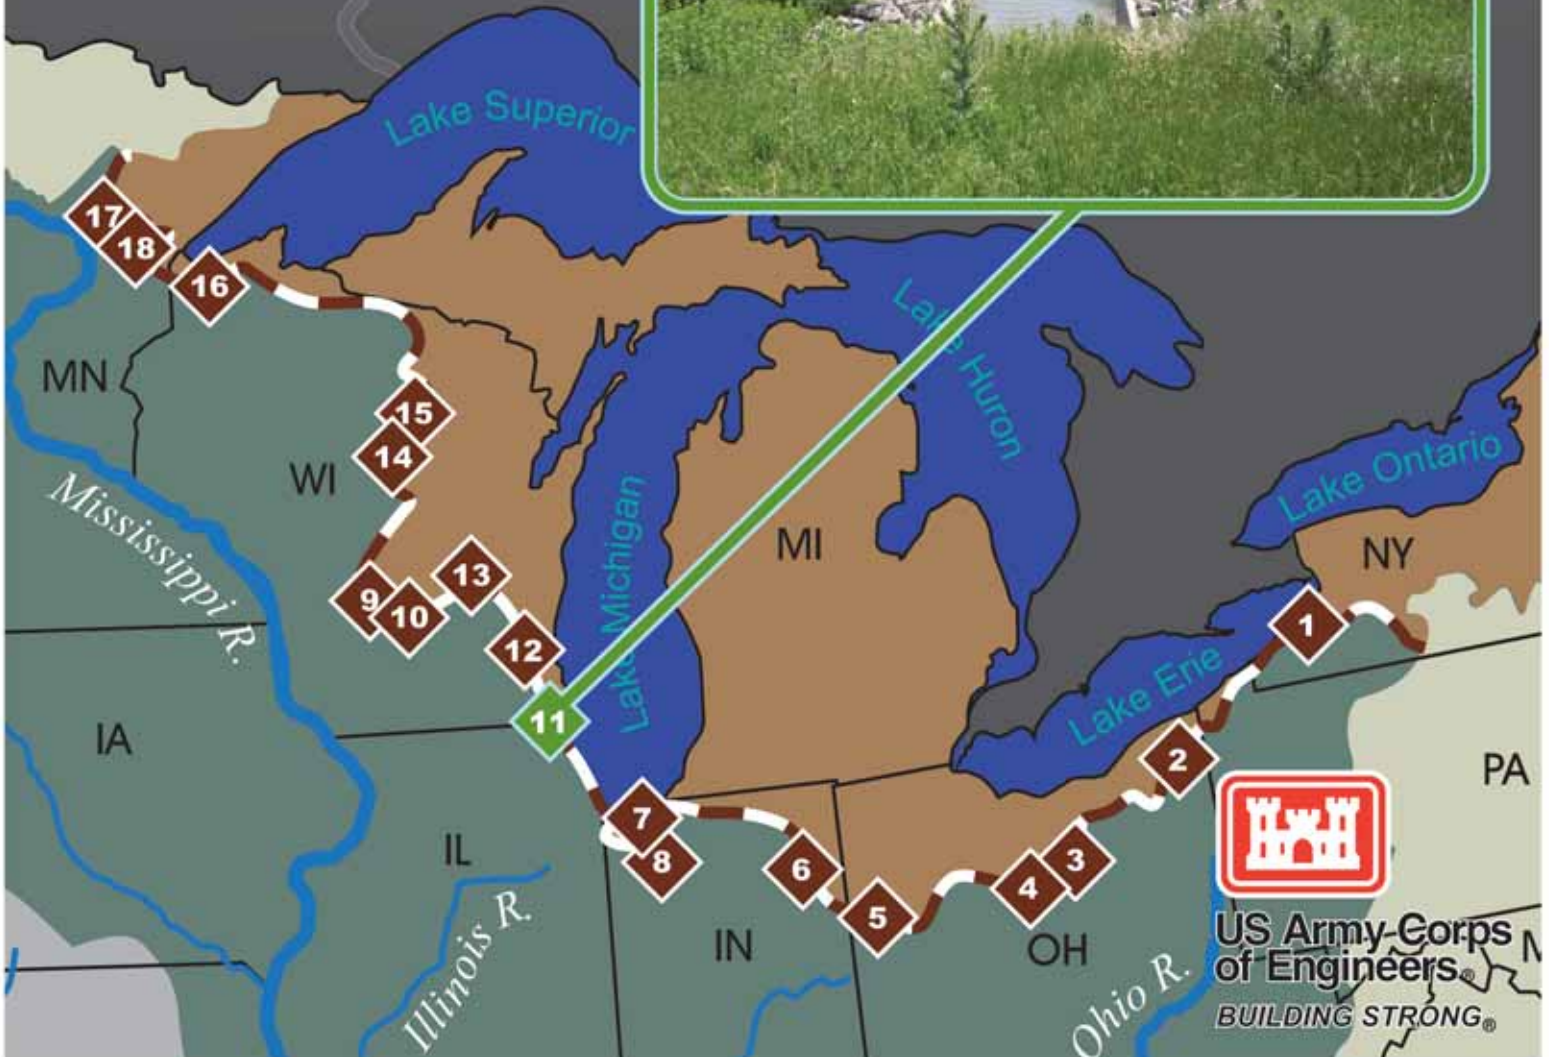 Lake Superior
17
18
16
MN
Lake Huron
15
14
WI
Lake Ontario
Mississippi R.
Lake Michigan
MI
NY
13
9
10
1
12
Lake Erie
11
IA
2
PA
7
IL
8
6
3
4
5
Illinois R.
IN
OH
Ohio R.
US Army Corps
of Engineers®
BUILDING STRONG®